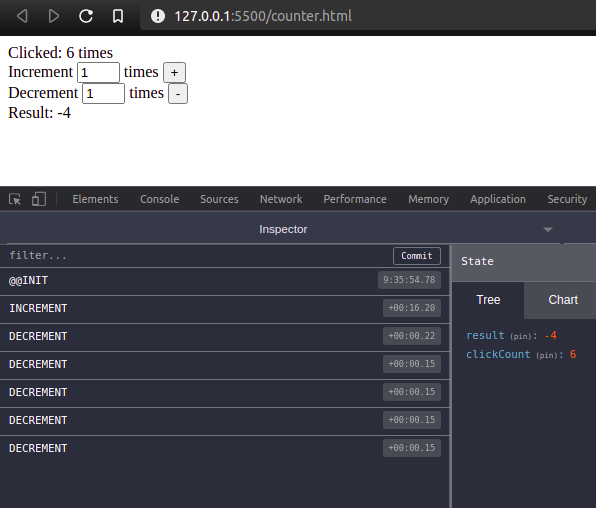 127.0.0.1:5500/counter.html
Clicked: 6 times
Increment 1 times +
Decrement 1 times -
Result: -4
Elements Console Sources Network Performance Memory Application Security
Inspector
filter... Commit
@@INIT 9:35:54.78
INCREMENT +00:16.20
DECREMENT +00:00.22
DECREMENT +00:00.15
DECREMENT +00:00.15
DECREMENT +00:00.15
DECREMENT +00:00.15
State
Tree Chart
result (pin): -4
clickCount (pin): 6